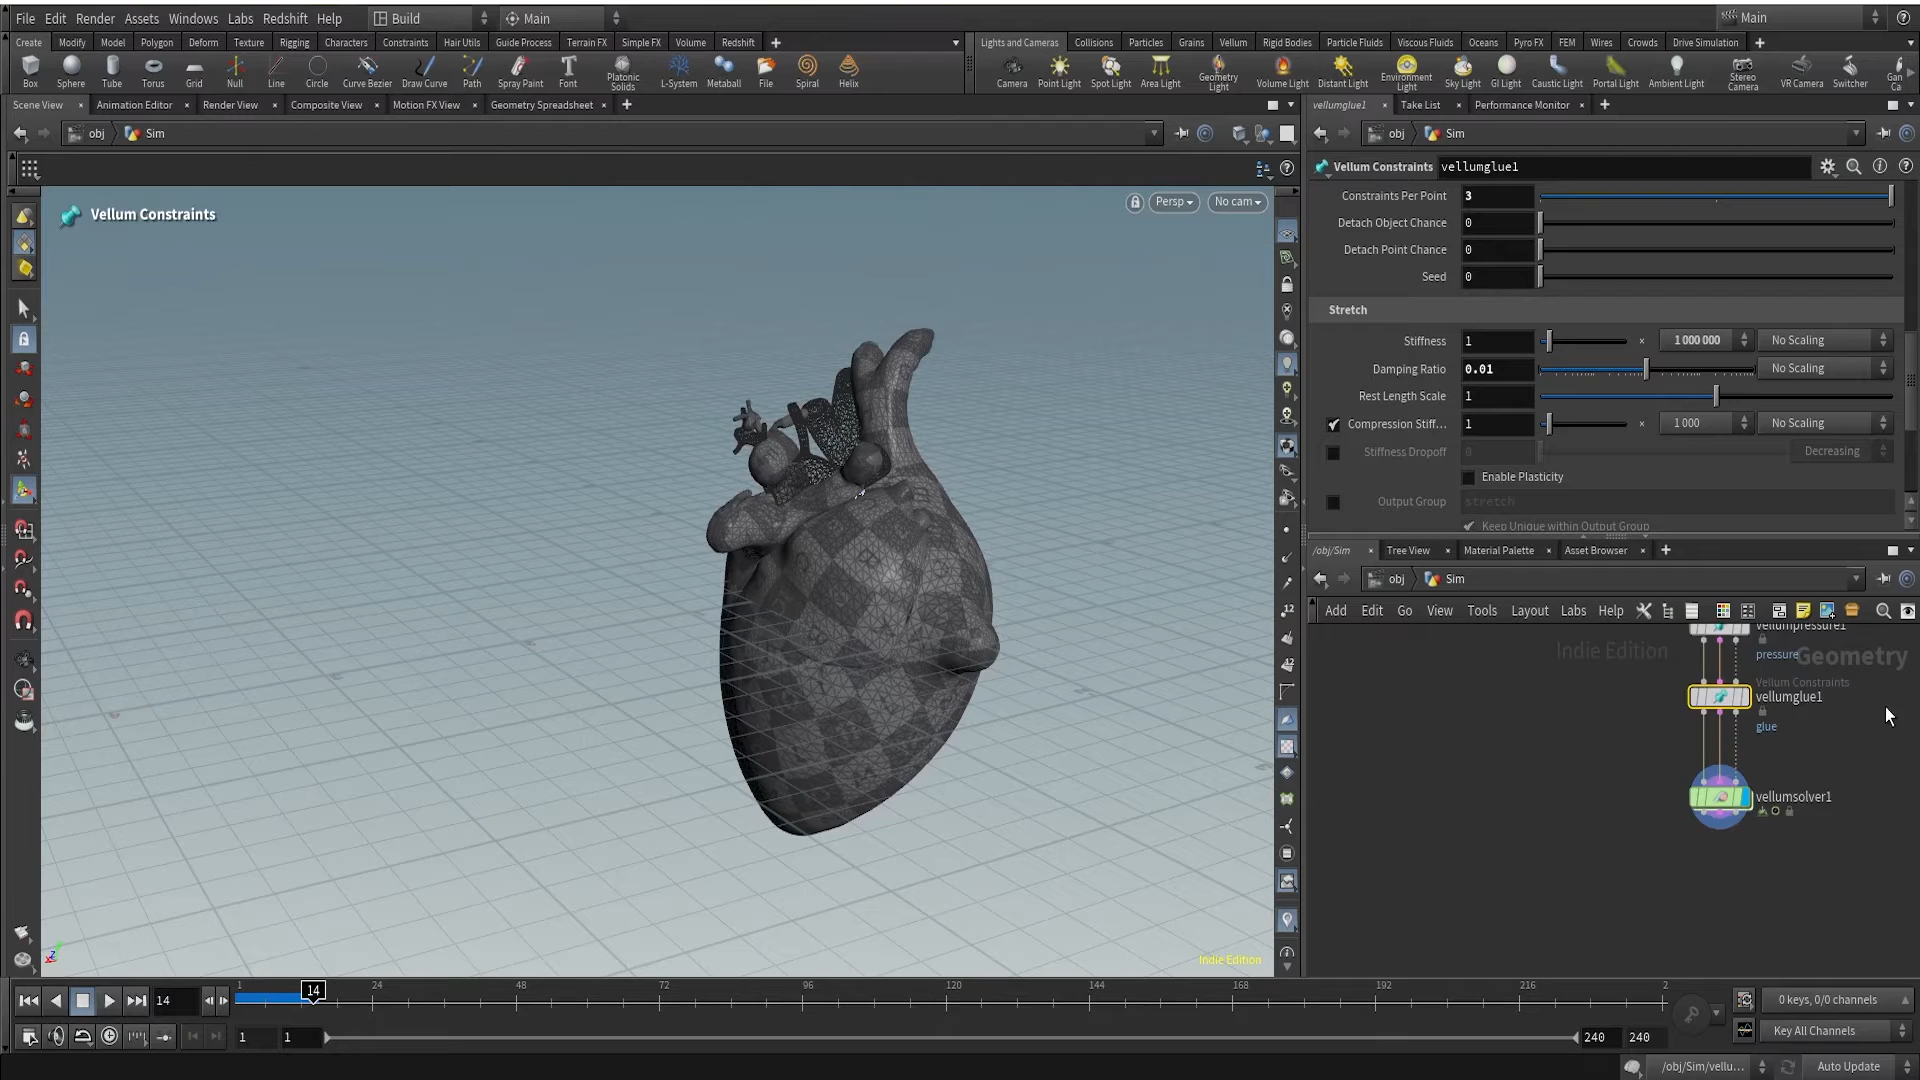 File Edit Render Assets Windows Labs Redshift Help Build Main Main
Create Modify Model Polygon Deform Texture Rigging Characters Constraints Hair Utils Guide Process Terrain FX Simple FX Volume Redshift
Lights and Cameras Collisions Particles Grains Vellum Rigid Bodies Particle Fluids Viscous Fluids Oceans Pyro FX FEM Wires Crowds Drive Simulation
Box Sphere Tube Torus Grid Null Line Circle Curve Bezier Draw Curve Path Spray Paint Font Platonic Solids L-System Metaball File Spiral Helix
Camera Point Light Spot Light Area Light Geometry Light Volume Light Distant Light Environment Light Sky Light GI Light Caustic Light Portal Light Ambient Light Stereo Camera VR Camera Switcher Gan Ca
Scene View Animation Editor Render View Composite View Motion FX View Geometry Spreadsheet
vellumglue1 Take List Performance Monitor
obj Sim
obj Sim
Vellum Constraints vellumglue1
Vellum Constraints
Persp No cam
Constraints Per Point 3
Detach Object Chance 0
Detach Point Chance 0
Seed 0
Stretch
Stiffness 1 × 1 000 000 No Scaling
Damping Ratio 0.01 No Scaling
Rest Length Scale 1
Compression Stiff... 1 × 1 000 No Scaling
Stiffness Dropoff 0 Decreasing
Enable Plasticity
Output Group stretch
Keep Unique within Output Group
/obj/Sim Tree View Material Palette Asset Browser
obj Sim
Add Edit Go View Tools Layout Labs Help
Indie Edition
Geometry
vellumpressure1
pressure
Vellum Constraints
vellumglue1
glue
vellumsolver1
Indie Edition
14
1 14 24 48 72 96 120 144 168 192 216 2
0 keys, 0/0 channels
1 1 240 240
Key All Channels
/obj/Sim/vellu... Auto Update